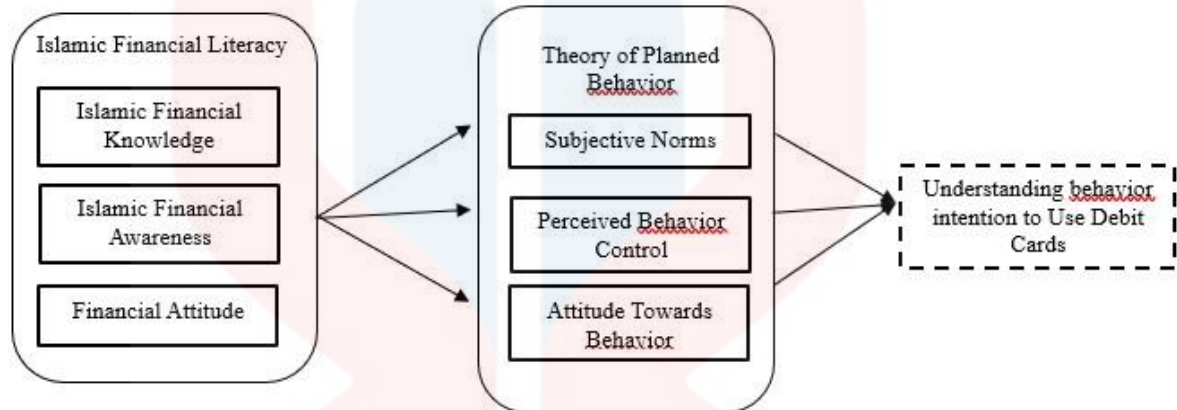 Islamic Financial Literacy
Islamic Financial
Knowledge
Islamic Financial
Awareness
Financial Attitude
Theory of Planned
Behavior
Subjective Norms
Perceived Behavior
Control
Attitude Towards
Behavior
Understanding behavior
intention to Use Debit
Cards